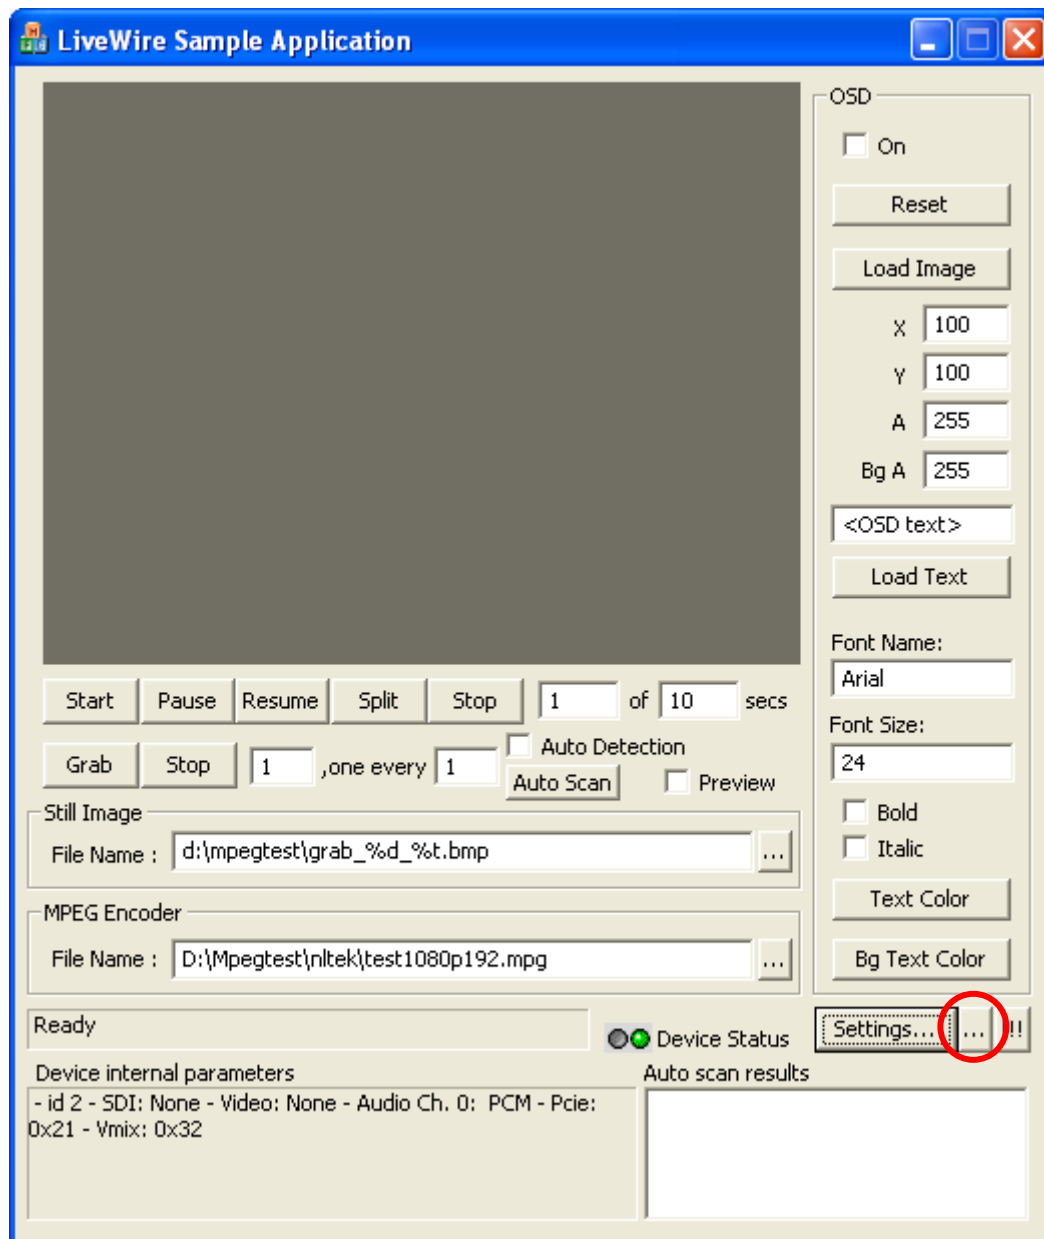 LiveWire Sample Application
OSD
On
Reset
Load Image
X 100
Y 100
A 255
Bg A 255
<OSD text>
Load Text
Font Name:
Arial
Font Size:
24
Bold
Italic
Text Color
Bg Text Color
Start Pause Resume Split Stop 1 of 10 secs
Auto Detection
Grab Stop 1 ,one every 1
Auto Scan Preview
Still Image
File Name : d:\mpegtest\grab_%d_%t.bmp ...
MPEG Encoder
File Name : D:\Mpegtest\nltek\test1080p192.mpg ...
Ready
Device Status
Settings... ... !!
Device internal parameters
- id 2 - SDI: None - Video: None - Audio Ch. 0: PCM - Pcie:
0x21 - Vmix: 0x32
Auto scan results